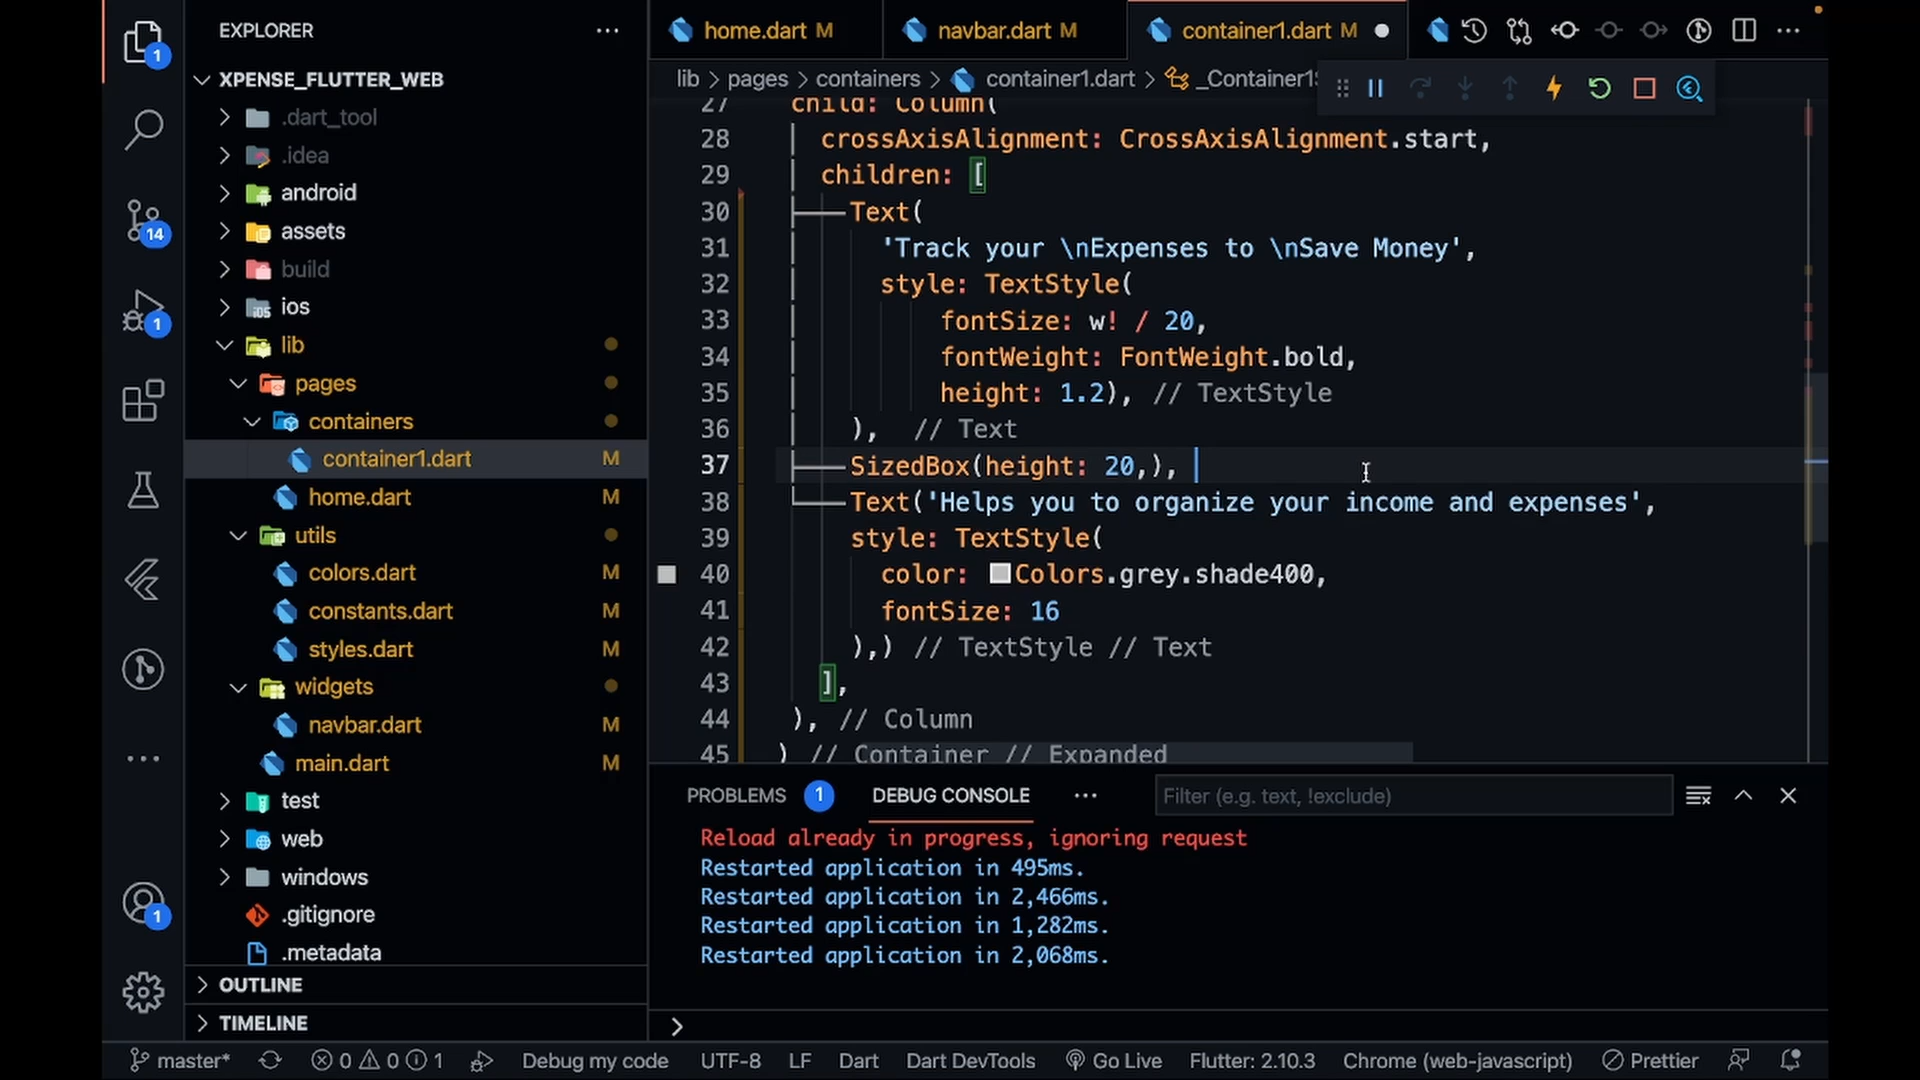 EXPLORER
XPENSE_FLUTTER_WEB
.dart_tool
.idea
android
assets
build
ios
lib
pages
containers
container1.dart M
home.dart M
utils
colors.dart M
constants.dart M
styles.dart M
widgets
navbar.dart M
main.dart M
test
web
windows
.gitignore
.metadata
OUTLINE
TIMELINE
1
14
1
1
home.dart M
navbar.dart M
container1.dart M
lib > pages > containers > container1.dart > _Container1
27 child: Column(
28 crossAxisAlignment: CrossAxisAlignment.start,
29 children: [
30 Text(
31 'Track your \nExpenses to \nSave Money',
32 style: TextStyle(
33 fontSize: w! / 20,
34 fontWeight: FontWeight.bold,
35 height: 1.2), // TextStyle
36 ), // Text
37 SizedBox(height: 20,),
38 Text('Helps you to organize your income and expenses',
39 style: TextStyle(
40 color: Colors.grey.shade400,
41 fontSize: 16
42 ),) // TextStyle // Text
43 ],
44 ), // Column
45 ) // Container // Expanded
PROBLEMS 1 DEBUG CONSOLE Filter (e.g. text, !exclude)
Reload already in progress, ignoring request
Restarted application in 495ms.
Restarted application in 2,466ms.
Restarted application in 1,282ms.
Restarted application in 2,068ms.
master* 0 0 1 Debug my code UTF-8 LF Dart Dart DevTools Go Live Flutter: 2.10.3 Chrome (web-javascript) Prettier